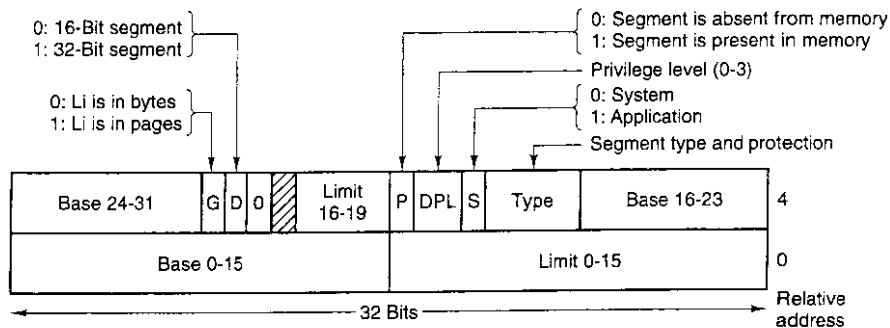 0: 16-Bit segment
1: 32-Bit segment
0: Li is in bytes
1: Li is in pages
0: Segment is absent from memory
1: Segment is present in memory
Privilege level (0-3)
0: System
1: Application
Segment type and protection
Base 24-31 G D 0 Limit 16-19 P DPL S Type Base 16-23 4
Base 0-15 Limit 0-15 0
32 Bits
Relative
address